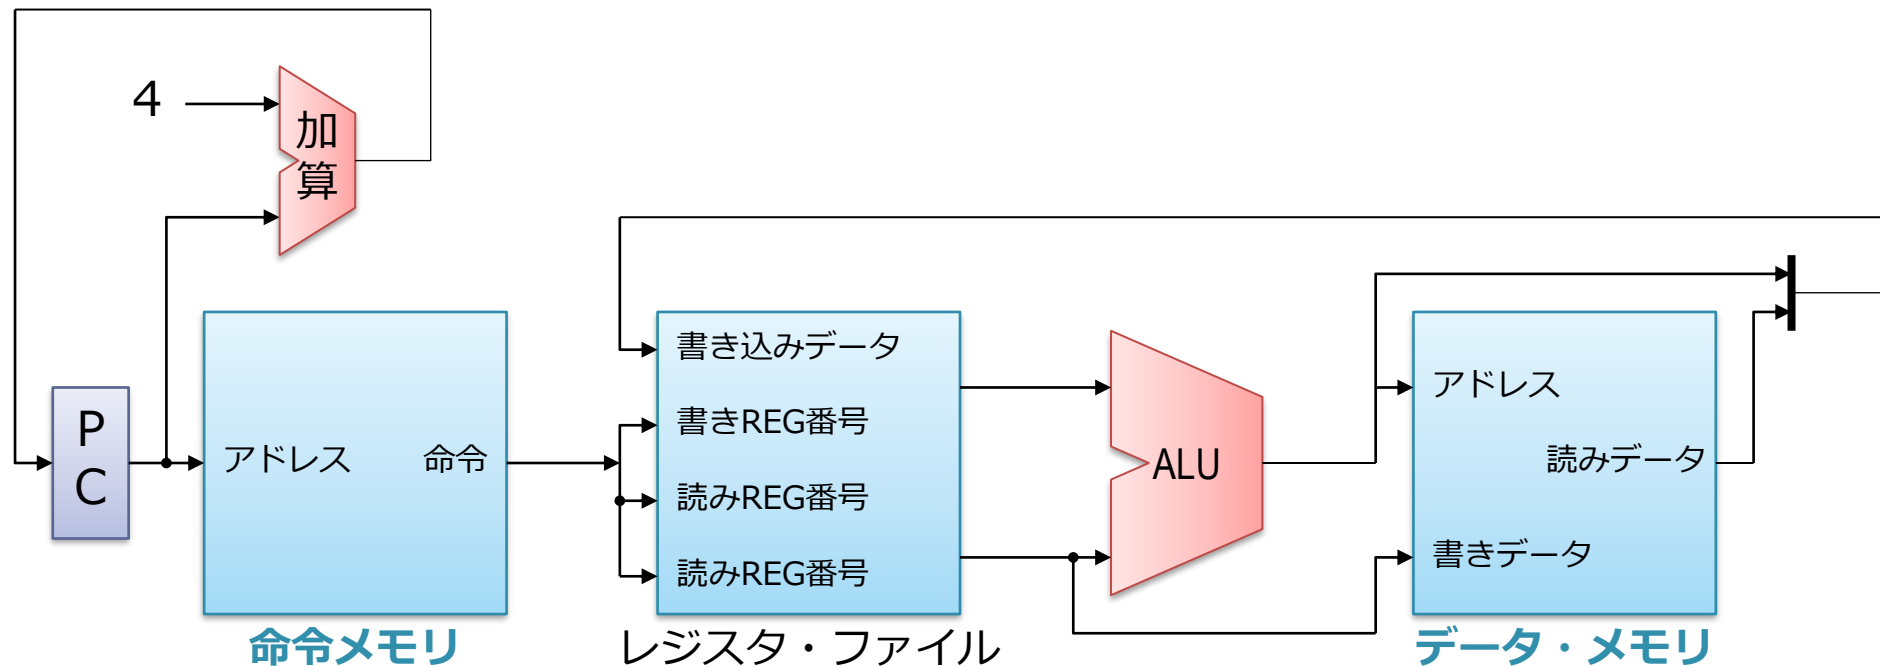 4
加
算
P
C
アドレス
命令
命令メモリ
書き込みデータ
書きREG番号
読みREG番号
読みREG番号
レジスタ・ファイル
ALU
アドレス
読みデータ
書きデータ
データ・メモリ